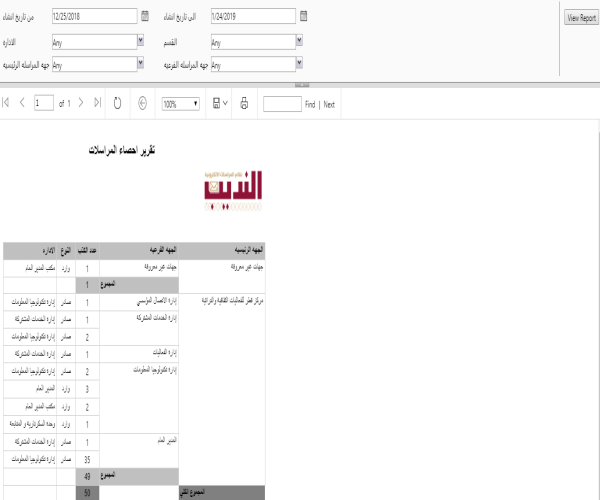 من تاريخ انشاء 12/25/2018 الى تاريخ انشاء 1/24/2019 View Report
الاداره Any القسم Any
جهه المراسله الرئيسيه Any جهه المراسله الفرعيه Any
1 of 1 100% Find | Next
تقرير احصاء المراسلات
نظام المراسلات الالكترونية
الجهه الرئيسيه الجهه الفرعيه عدد الكتب النوع الاداره
جهات غير معروفة جهات غير معروفة 1 وارد مكتب المدير العام
المجموع 1
مركز قطر للفعاليات الثقافية والتراثية إدارة الاتصال المؤسسي 1 صادر إدارة تكنولوجيا المعلومات
إدارة الخدمات المشتركة 1 صادر إدارة الخدمات المشتركة
2 وارد إدارة تكنولوجيا المعلومات
إدارة الفعاليات 1 صادر إدارة الخدمات المشتركة
إدارة تكنولوجيا المعلومات 2 صادر إدارة تكنولوجيا المعلومات
3 وارد المدير العام
2 وارد مكتب المدير العام
1 وارد وحدة السكرتارية و المتابعة
المدير العام 1 صادر إدارة الخدمات المشتركة
35 صادر إدارة تكنولوجيا المعلومات
المجموع 49
المجموع الكلي 50